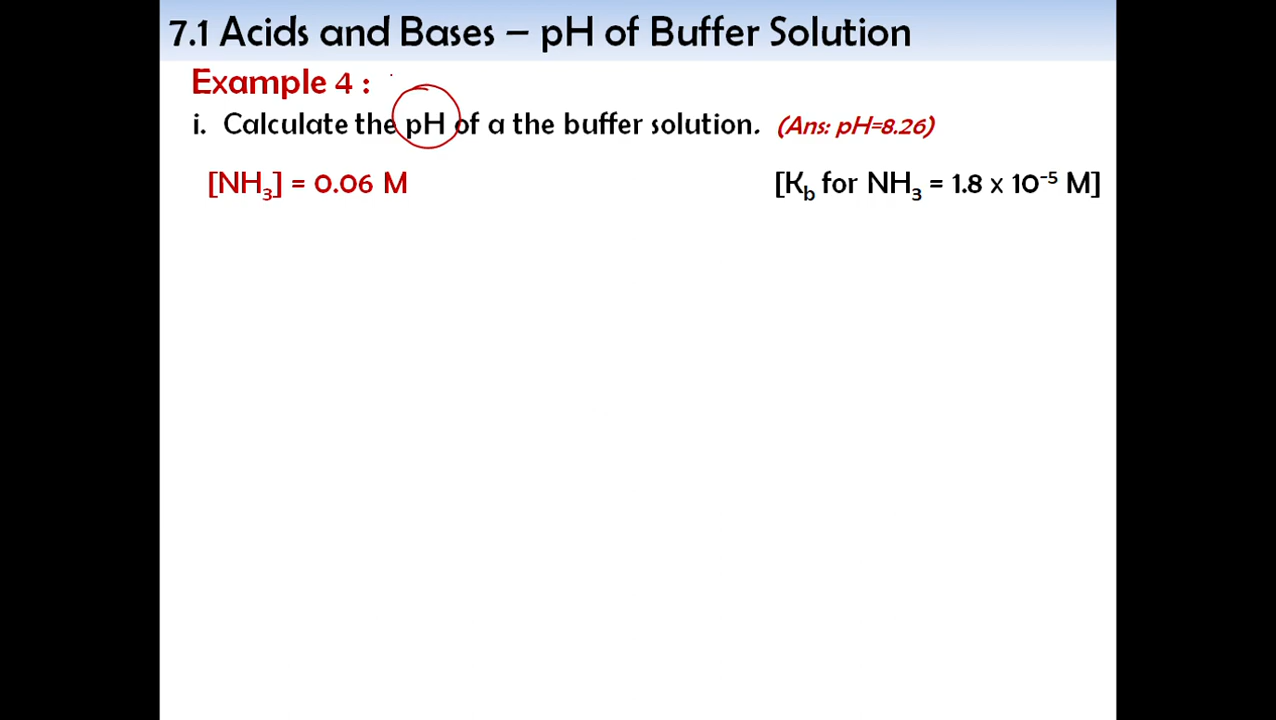 7.1 Acids and Bases – pH of Buffer Solution
Example 4 :
i. Calculate the pH of a the buffer solution. (Ans: pH=8.26)
[NH₃] = 0.06 M [K_b for NH₃ = 1.8 x 10⁻⁵ M]